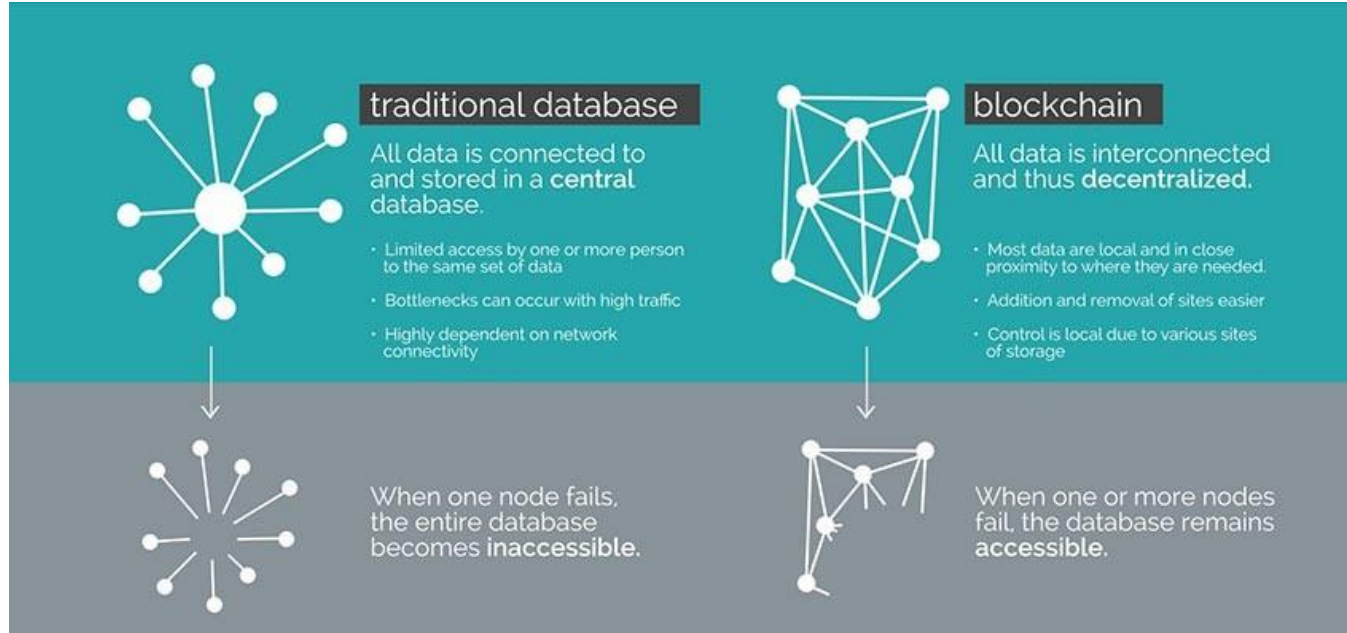 traditional database
All data is connected to
and stored in a central
database.
• Limited access by one or more person
to the same set of data
• Bottlenecks can occur with high traffic
• Highly dependent on network
connectivity
blockchain
All data is interconnected
and thus decentralized.
• Most data are local and in close
proximity to where they are needed.
• Addition and removal of sites easier
• Control is local due to various sites
of storage
When one node fails,
the entire database
becomes inaccessible.
When one or more nodes
fail, the database remains
accessible.